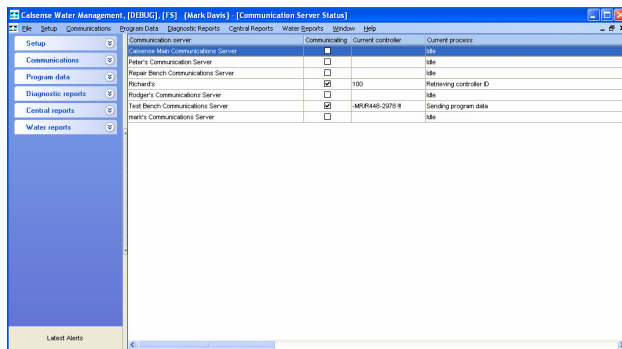 Calsense Water Management, [DEBUG], [FS] (Mark Davis) - [Communication Server Status]
File Setup Communications Program Data Diagnostic Reports Central Reports Water Reports Window Help
Setup
Communications
Program data
Diagnostic reports
Central reports
Water reports
Latest Alerts
Communication server Communicating Current controller Current process
Calsense Main Communications Server Idle
Peter's Communication Server Idle
Repair Bench Communications Server Idle
Richard's 100 Retrieving controller ID
Rodger's Communications Server Idle
Test Bench Communications Server -MR/R448-2978 !!! Sending program data
mark's Communications Server Idle